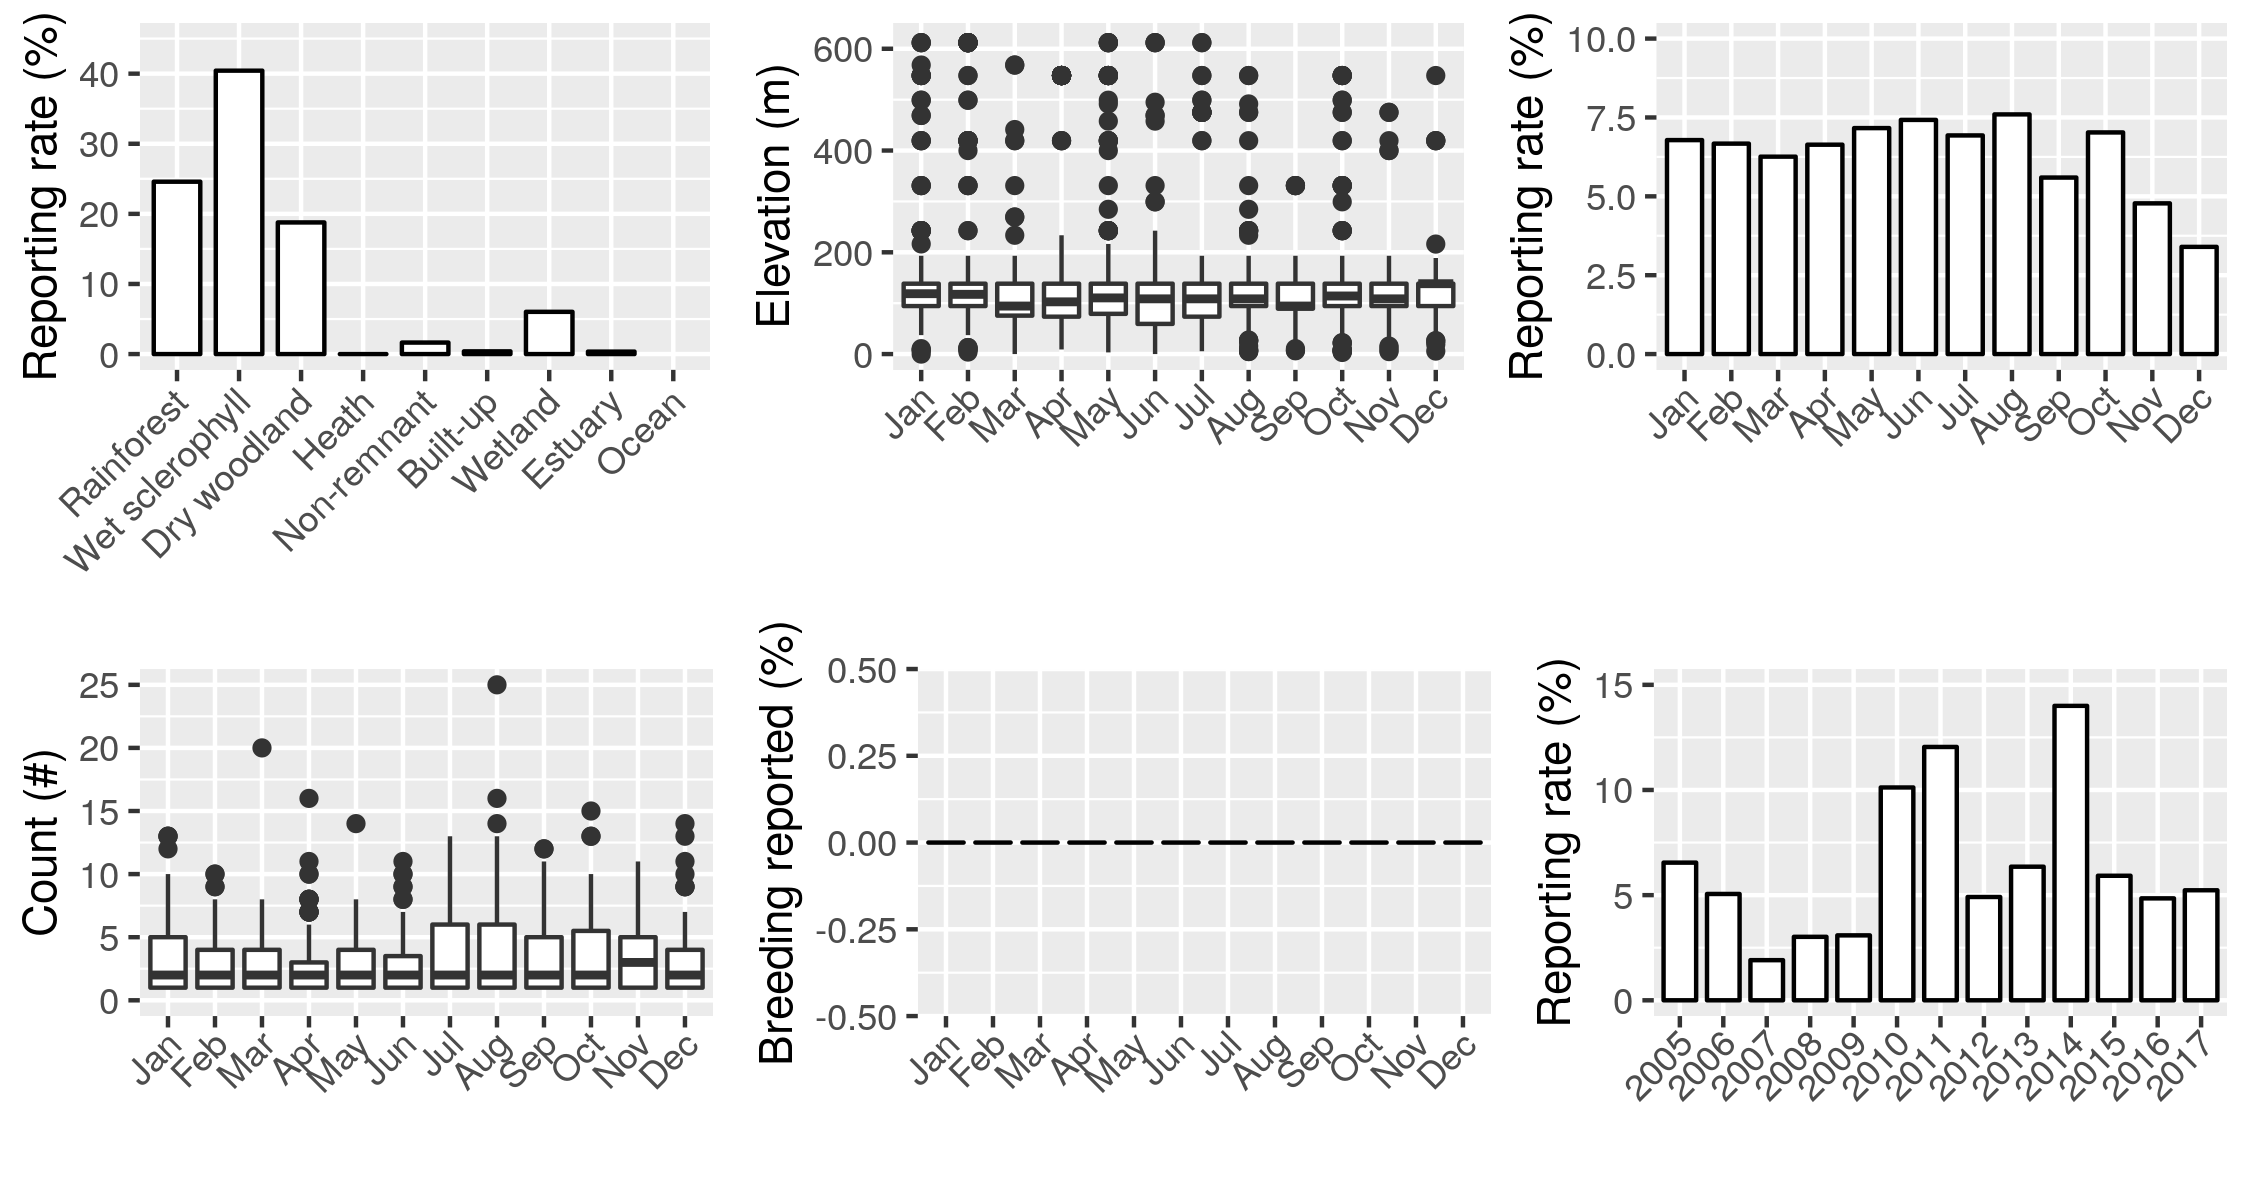 Reporting rate (%)
40
30
20
10
0
Rainforest
Wet sclerophyll
Dry woodland
Heath
Non-remnant
Built-up
Wetland
Estuary
Ocean
Elevation (m)
600
400
200
0
Jan
Feb
Mar
Apr
May
Jun
Jul
Aug
Sep
Oct
Nov
Dec
Reporting rate (%)
10.0
7.5
5.0
2.5
0.0
Jan
Feb
Mar
Apr
May
Jun
Jul
Aug
Sep
Oct
Nov
Dec
Count (#)
25
20
15
10
5
0
Jan
Feb
Mar
Apr
May
Jun
Jul
Aug
Sep
Oct
Nov
Dec
Breeding reported (%)
0.50
0.25
0.00
-0.25
-0.50
Jan
Feb
Mar
Apr
May
Jun
Jul
Aug
Sep
Oct
Nov
Dec
Reporting rate (%)
15
10
5
0
2005
2006
2007
2008
2009
2010
2011
2012
2013
2014
2015
2016
2017